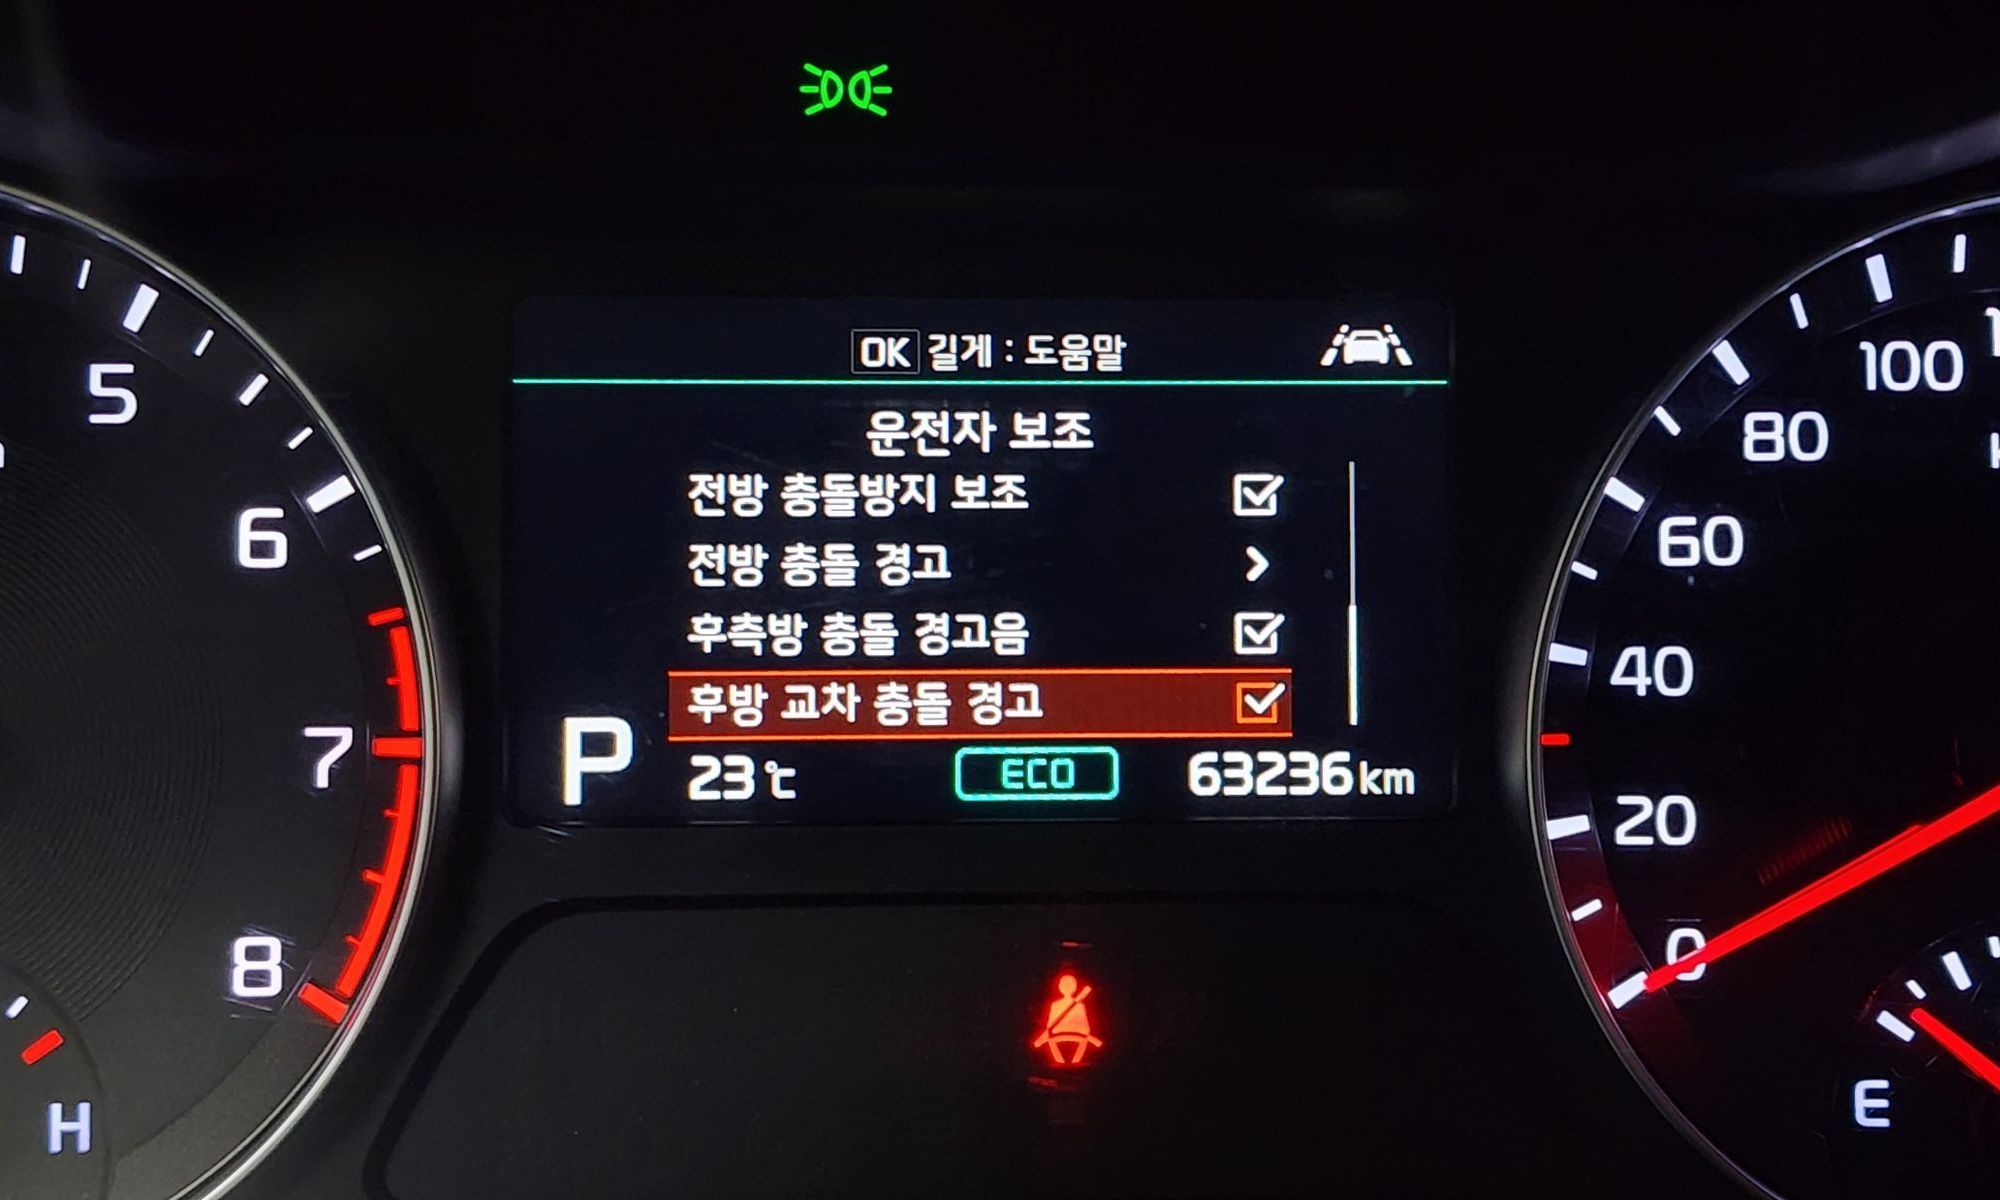 OK 길게 : 도움말
운전자 보조
전방 충돌방지 보조
전방 충돌 경고
후측방 충돌 경고음
후방 교차 충돌 경고
P
23℃
ECO
63236 km
5
6
7
8
H
100
80
60
40
20
0
E